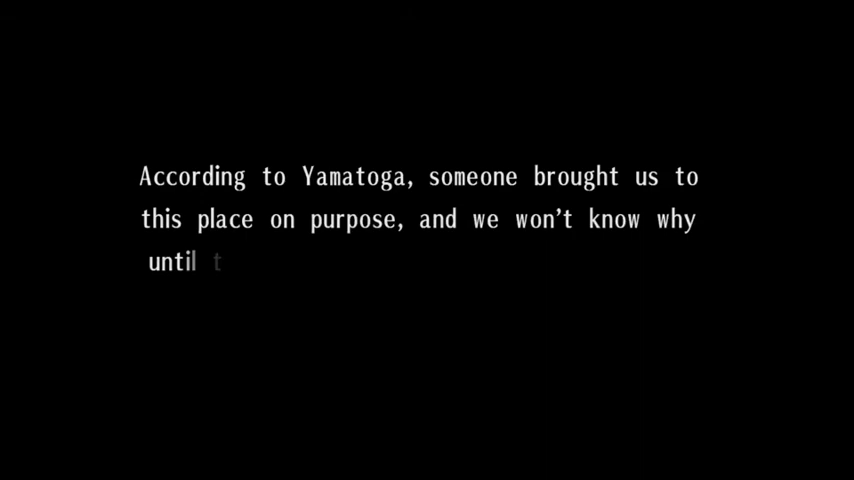 According to Yamatoga, someone brought us to
this place on purpose, and we won't know why
until t